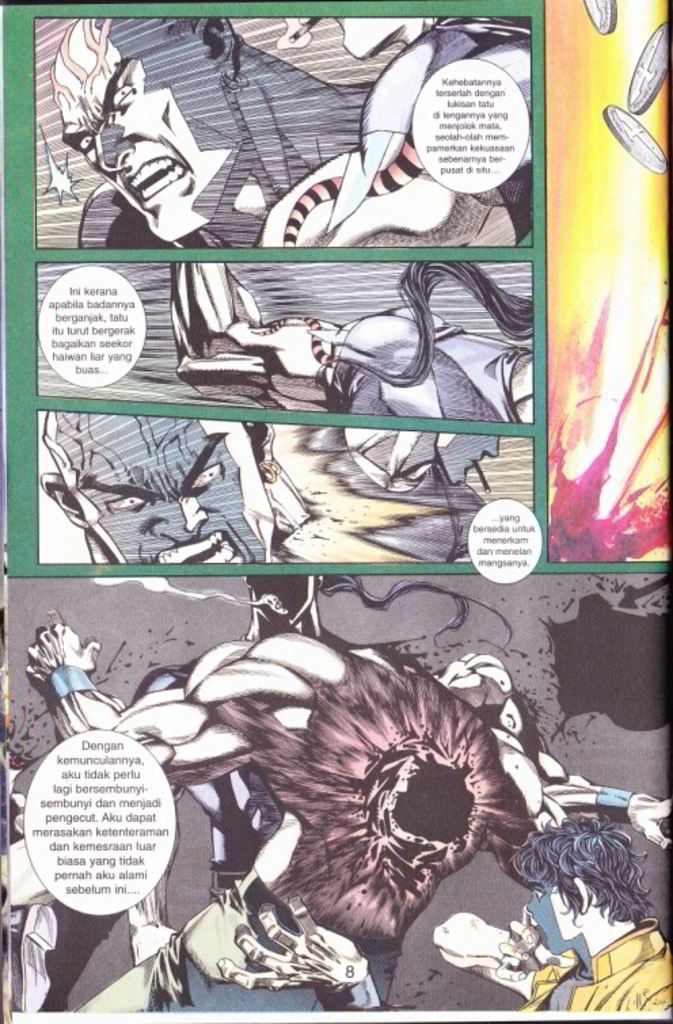 Kehebatannya
terserlah dengan
lukisan tatu
di lengannya yang
menjolok mata,
seolah-olah mem-
pamerkan kekuasaan
sebenarnya ber-
pusat di situ....
Ini kerana
apabila badannya
berganjak, tatu
itu turut bergerak
bagaikan seekor
haiwan liar yang
buas...
...yang
bersedia untuk
menerkam
dan menelan
mangsanya.
Dengan
kemunculannya,
aku tidak perlu
lagi bersembunyi-
sembunyi dan menjadi
pengecut. Aku dapat
merasakan ketenteraman
dan kemesraan luar
biasa yang tidak
pernah aku alami
sebelum ini....
8